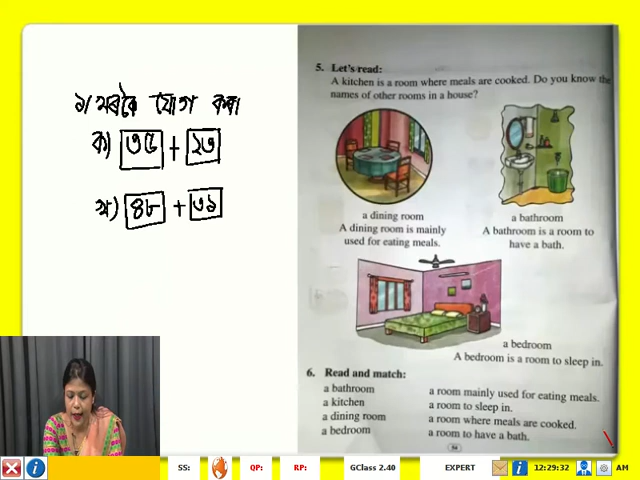 ১। সৰকৈ যোগ কৰা
ক) ৩৫ + ২৩
খ) ৪৮ + ৩১
5. Let's read:
A kitchen is a room where meals are cooked. Do you know the
names of other rooms in a house?
a dining room
A dining room is mainly
used for eating meals.
a bathroom
A bathroom is a room to
have a bath.
a bedroom
A bedroom is a room to sleep in.
6. Read and match:
a bathroom a room mainly used for eating meals.
a kitchen a room to sleep in.
a dining room a room where meals are cooked.
a bedroom a room to have a bath.
SS: QP: RP: GClass 2.40 EXPERT 12:29:32 AM